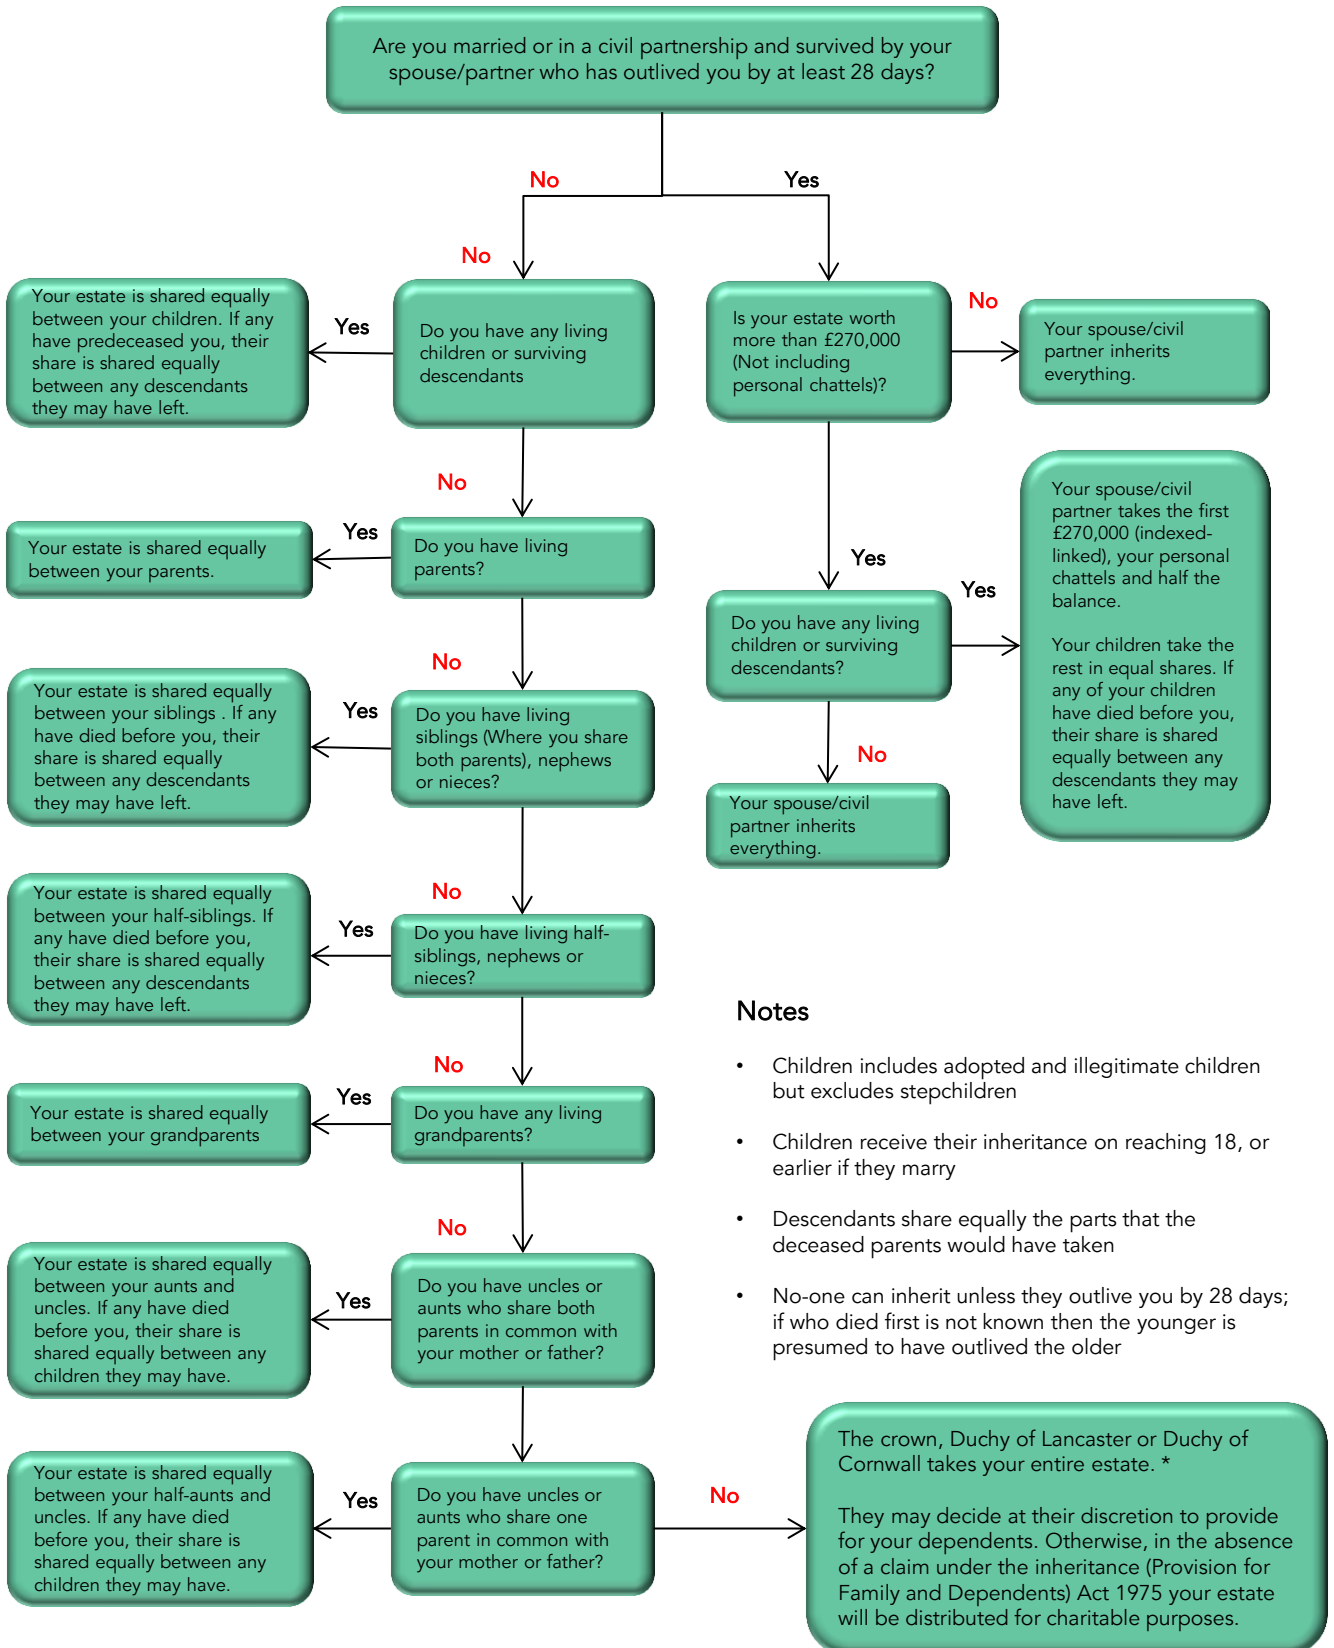 Are you married or in a civil partnership and survived by your
spouse/partner who has outlived you by at least 28 days?
No
Yes
No
Your estate is shared equally
between your children. If any
have predeceased you, their
share is shared equally
between any descendants
they may have left.
Yes
Do you have any living
children or surviving
descendants
Is your estate worth
more than £270,000
(Not including
personal chattels)?
No
Your spouse/civil
partner inherits
everything.
No
Your estate is shared equally
between your parents.
Yes
Do you have living
parents?
Yes
Do you have any living
children or surviving
descendants?
Yes
Your spouse/civil
partner takes the first
£270,000 (indexed-
linked), your personal
chattels and half the
balance.
Your children take the
rest in equal shares. If
any of your children
have died before you,
their share is shared
equally between any
descendants they may
have left.
No
Your estate is shared equally
between your siblings . If any
have died before you, their
share is shared equally
between any descendants
they may have left.
Yes
Do you have living
siblings (Where you share
both parents), nephews
or nieces?
No
Your spouse/civil
partner inherits
everything.
No
Your estate is shared equally
between your half-siblings. If
any have died before you,
their share is shared equally
between any descendants
they may have left.
Yes
Do you have living half-
siblings, nephews or
nieces?
No
Your estate is shared equally
between your grandparents
Yes
Do you have any living
grandparents?
No
Your estate is shared equally
between your aunts and
uncles. If any have died
before you, their share is
shared equally between any
children they may have.
Yes
Do you have uncles or
aunts who share both
parents in common with
your mother or father?
Your estate is shared equally
between your half-aunts and
uncles. If any have died
before you, their share is
shared equally between any
children they may have.
Yes
Do you have uncles or
aunts who share one
parent in common with
your mother or father?
No
Notes
• Children includes adopted and illegitimate children
but excludes stepchildren
• Children receive their inheritance on reaching 18, or
earlier if they marry
• Descendants share equally the parts that the
deceased parents would have taken
• No-one can inherit unless they outlive you by 28 days;
if who died first is not known then the younger is
presumed to have outlived the older
The crown, Duchy of Lancaster or Duchy of
Cornwall takes your entire estate. *
They may decide at their discretion to provide
for your dependents. Otherwise, in the absence
of a claim under the inheritance (Provision for
Family and Dependents) Act 1975 your estate
will be distributed for charitable purposes.